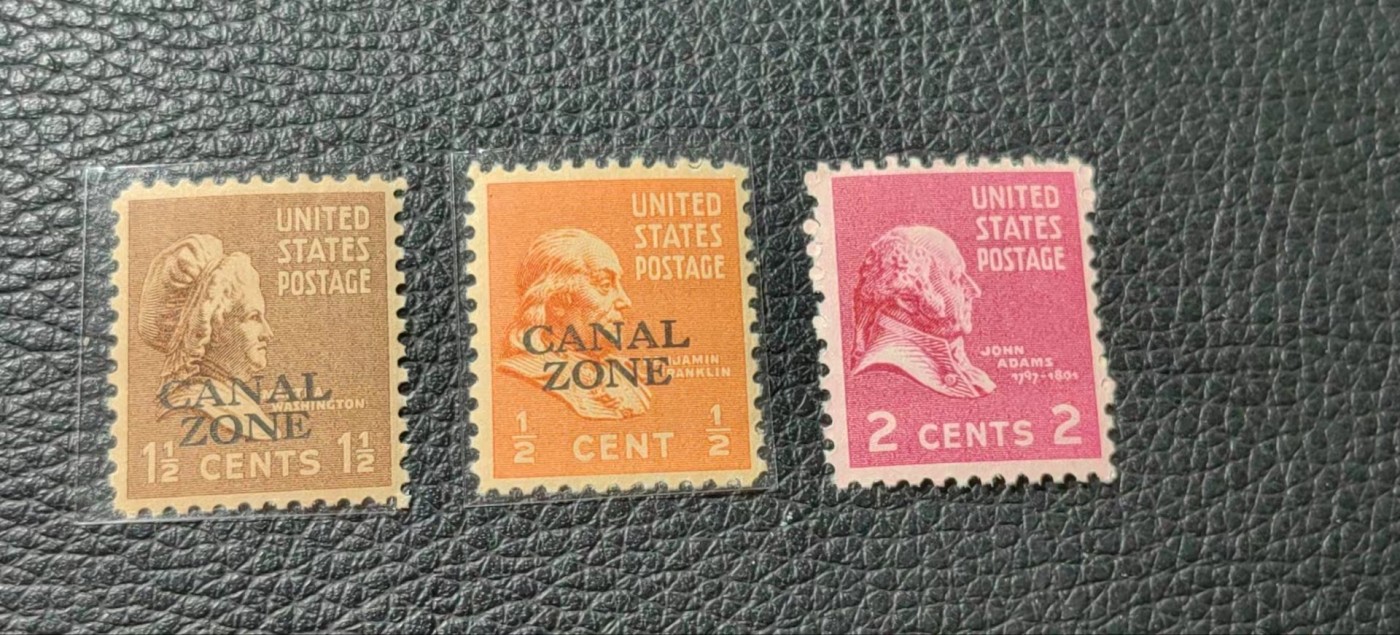 UNITED
STATES
POSTAGE
CANAL
WASHINGTON
ZONE
1½ CENTS 1½
UNITED
STATES
POSTAGE
CANAL
JAMIN
ZONE
RANKLIN
½ CENT ½
UNITED
STATES
POSTAGE
JOHN
ADAMS
1797-1801
2 CENTS 2